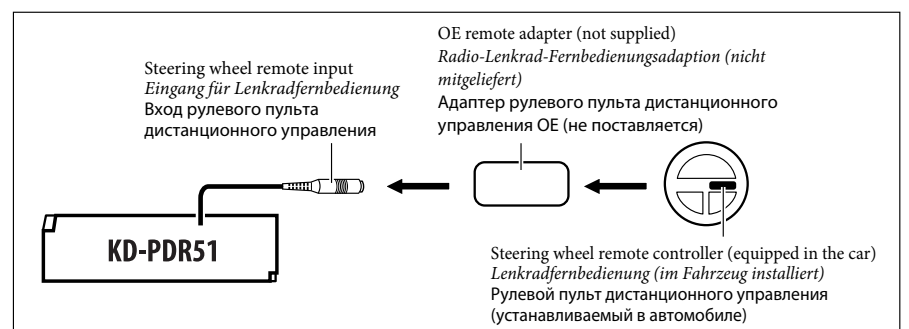 OE remote adapter (not supplied)
Radio-Lenkrad-Fernbedienungsadaption (nicht
mitgeliefert)
Адаптер рулевого пульта дистанционного
управления OE (не поставляется)
Steering wheel remote input
Eingang für Lenkradfernbedienung
Вход рулевого пульта
дистанционного управления
KD-PDR51
Steering wheel remote controller (equipped in the car)
Lenkradfernbedienung (im Fahrzeug installiert)
Рулевой пульт дистанционного управления
(устанавливаемый в автомобиле)